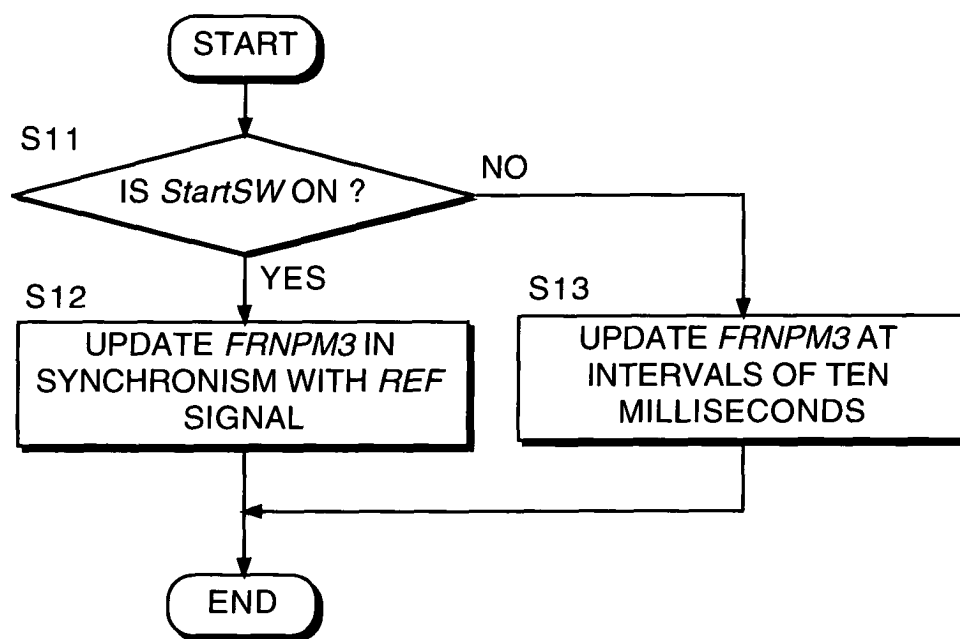 START
S11
IS StartSW ON ?
NO
YES
S12
UPDATE FRNPM3 IN
SYNCHRONISM WITH REF
SIGNAL
S13
UPDATE FRNPM3 AT
INTERVALS OF TEN
MILLISECONDS
END